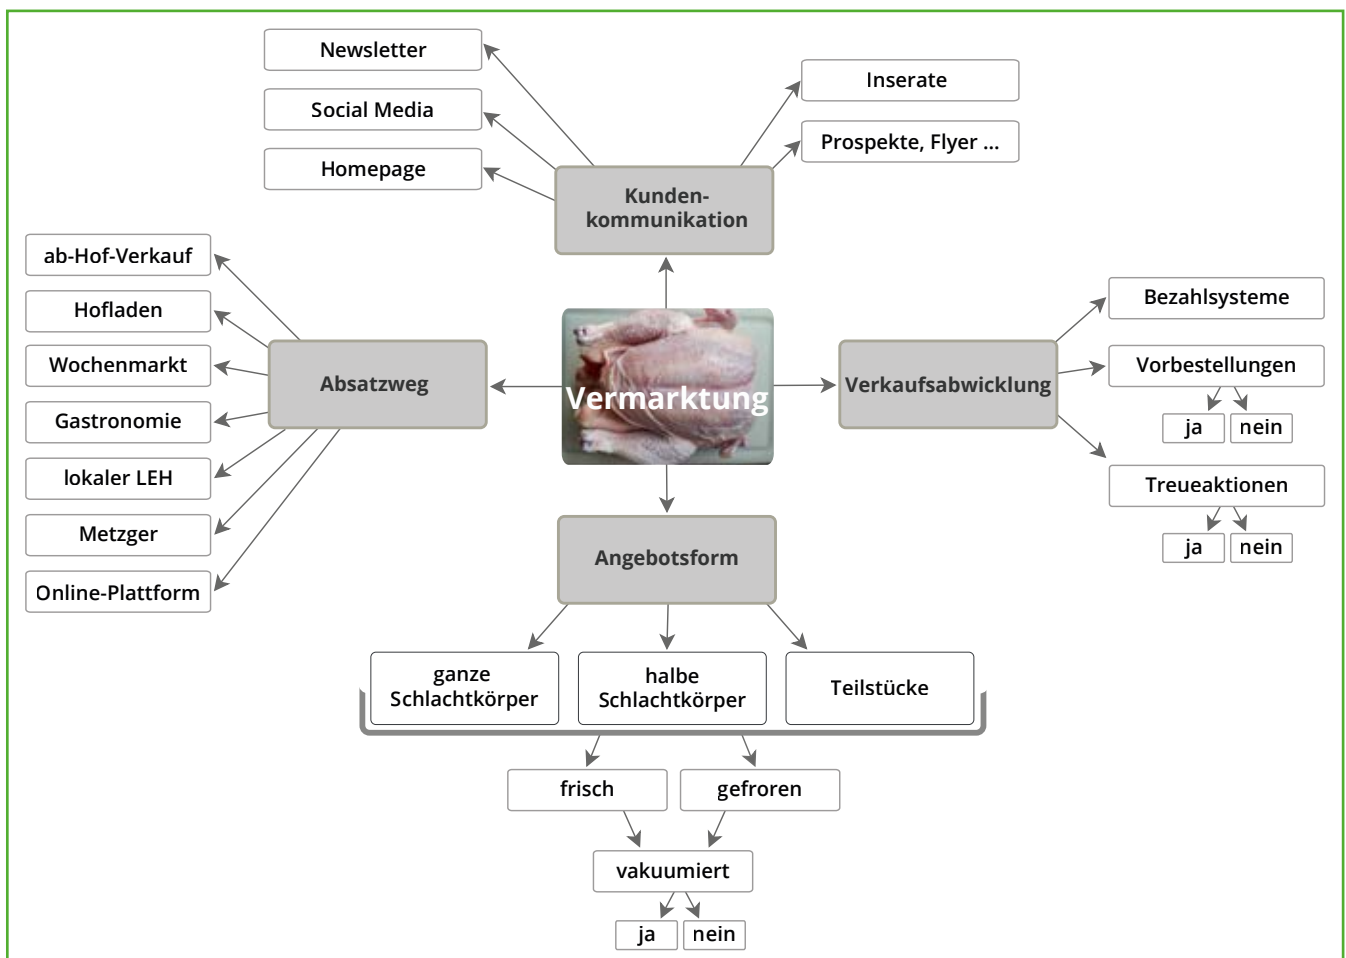 Newsletter
Social Media
Homepage
Inserate
Prospekte, Flyer ...
Kunden-
kommunikation
ab-Hof-Verkauf
Hofladen
Wochenmarkt
Gastronomie
lokaler LEH
Metzger
Online-Plattform
Absatzweg
Vermarktung
Verkaufsabwicklung
Bezahlsysteme
Vorbestellungen
ja
nein
Treueaktionen
ja
nein
Angebotsform
ganze
Schlachtkörper
halbe
Schlachtkörper
Teilstücke
frisch
gefroren
vakuumiert
ja
nein